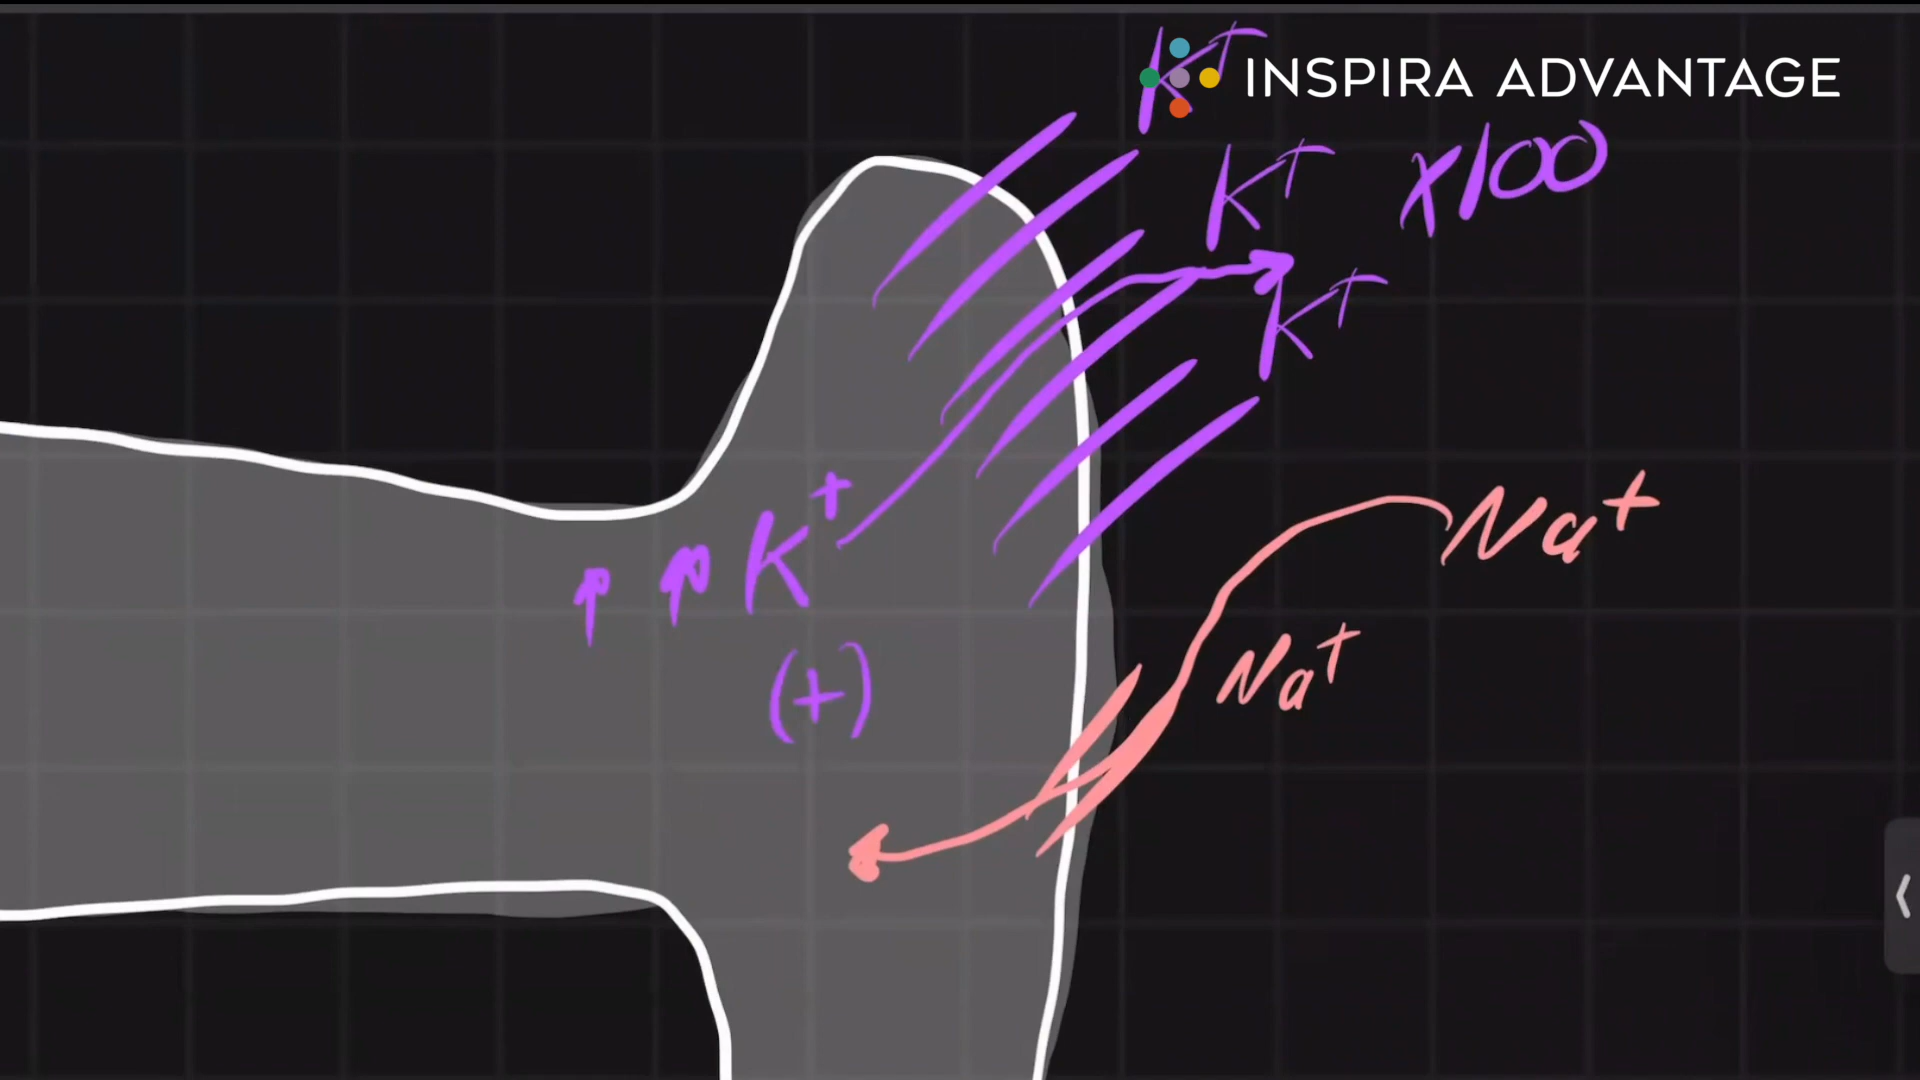 K+
INSPIRA ADVANTAGE
K+ x100
K+
↑ ↑ K+
(+)
Na+
Na+